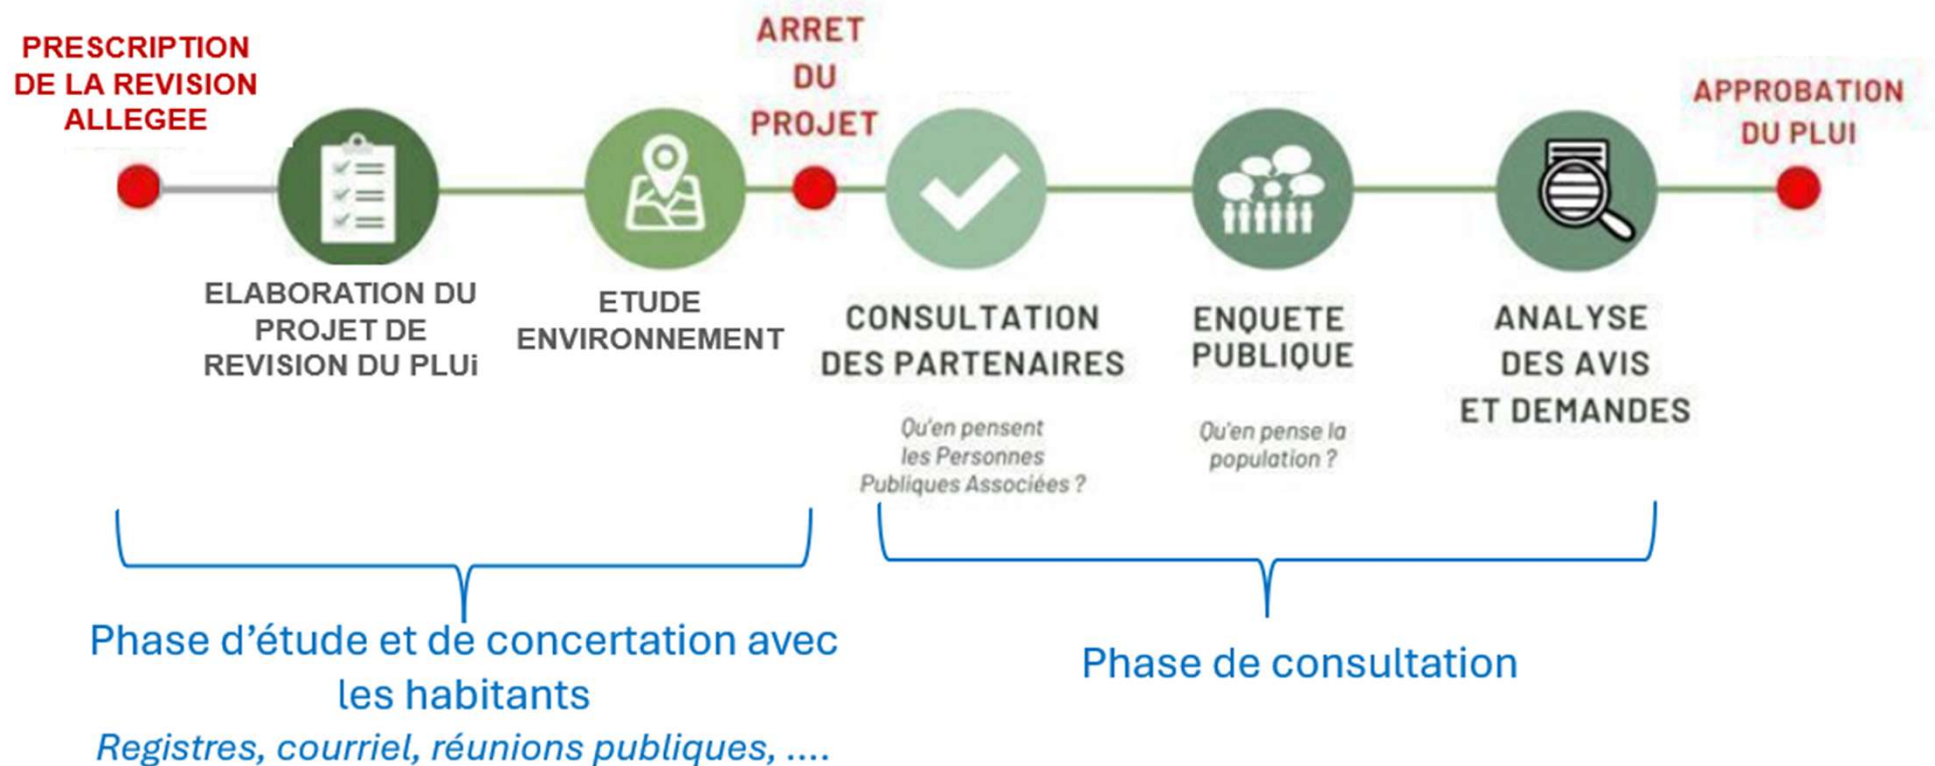 PRESCRIPTION
DE LA REVISION
ALLEGEE
ARRET
DU
PROJET
APPROBATION
DU PLUI
ELABORATION DU
PROJET DE
REVISION DU PLUi
ETUDE
ENVIRONNEMENT
CONSULTATION
DES PARTENAIRES
Qu'en pensent
les Personnes
Publiques Associées ?
ENQUETE
PUBLIQUE
Qu'en pense la
population ?
ANALYSE
DES AVIS
ET DEMANDES
Phase d’étude et de concertation avec
les habitants
Registres, courriel, réunions publiques, ....
Phase de consultation